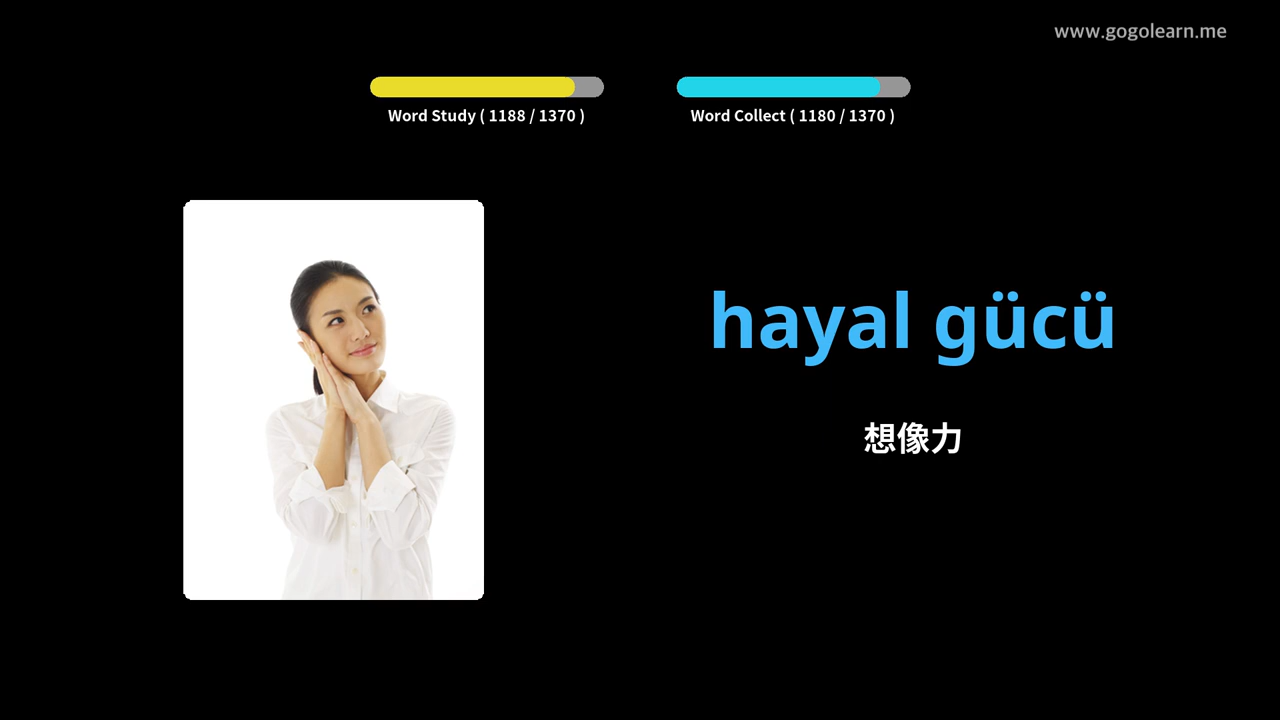 www.gogolearn.me
Word Study ( 1188 / 1370 )
Word Collect ( 1180 / 1370 )
hayal gücü
想像力